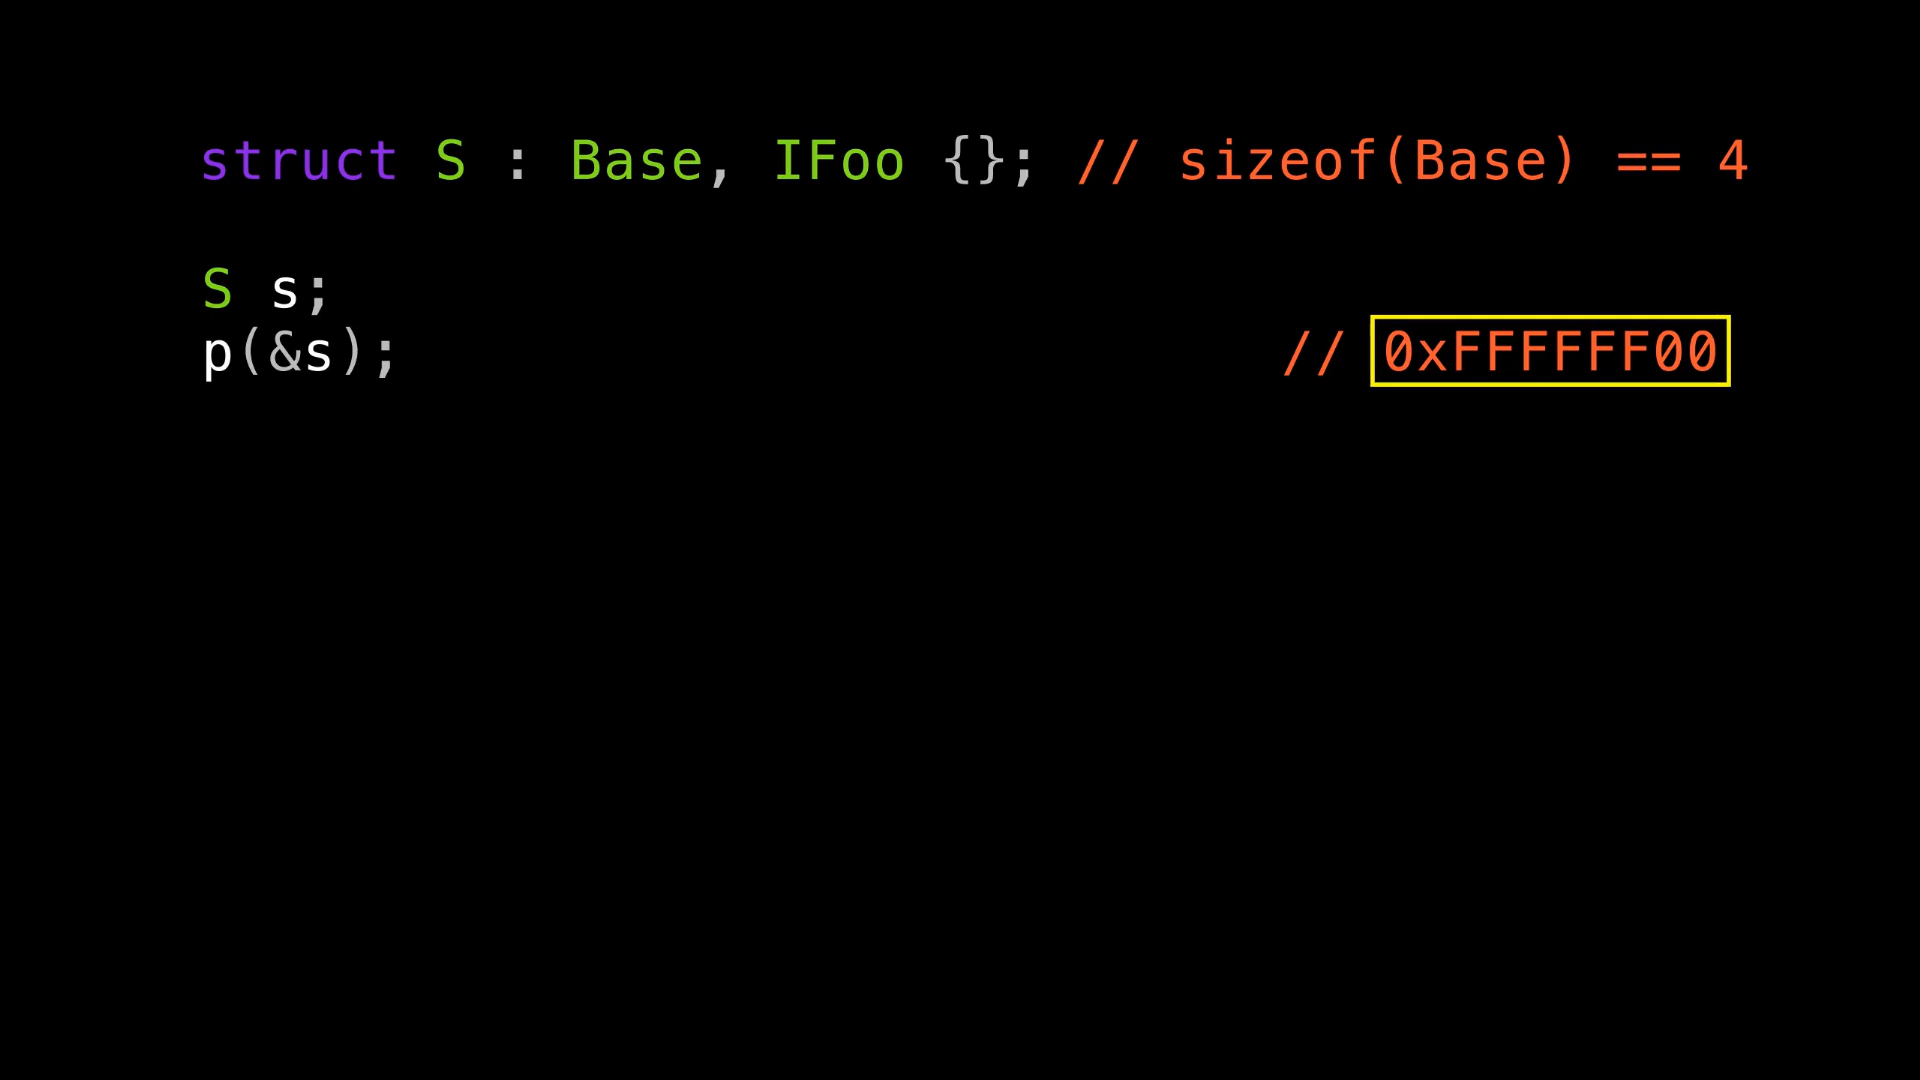 struct S : Base, IFoo {}; // sizeof(Base) == 4
S s;
p(&s); // 0xFFFFFF00